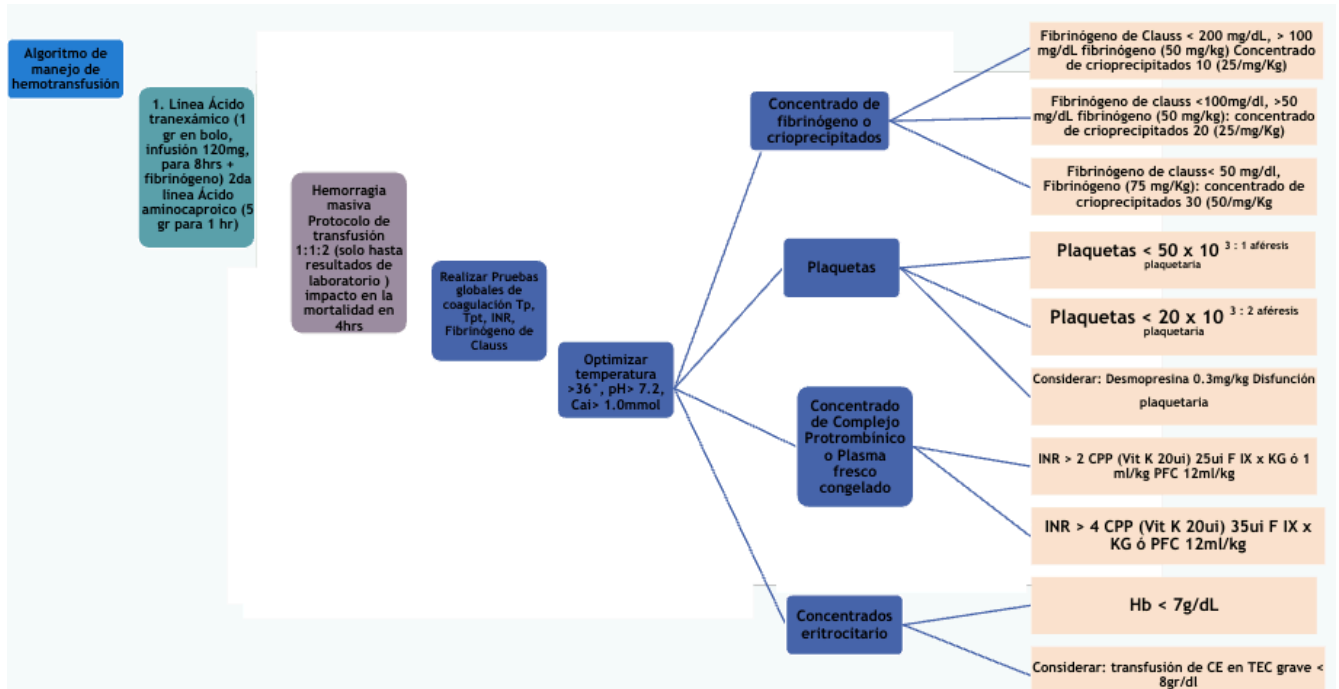 Algoritmo de
manejo de
hemotransfusión
1. Linea Ácido
tranexámico (1
gr en bolo,
infusión 120mg,
para 8hrs +
fibrinógeno) 2da
línea Ácido
aminocaproico (5
gr para 1 hr)
Hemorragia
masiva
Protocolo de
transfusión
1:1:2 (solo hasta
resultados de
laboratorio )
impacto en la
mortalidad en
4hrs
Realizar Pruebas
globales de
coagulación Tp,
Tpt, INR,
Fibrinógeno de
Clauss
Optimizar
temperatura
>36°, pH> 7.2,
Cai> 1.0mmol
Concentrado de
fibrinógeno o
crioprecipitados
Fibrinógeno de Clauss < 200 mg/dL, > 100
mg/dL fibrinógeno (50 mg/kg) Concentrado
de crioprecipitados 10 (25/mg/Kg)
Fibrinógeno de clauss <100mg/dl, >50
mg/dL fibrinógeno (50 mg/kg): concentrado
de crioprecipitados 20 (25/mg/Kg)
Fibrinógeno de clauss< 50 mg/dl,
Fibrinógeno (75 mg/Kg): concentrado de
crioprecipitados 30 (50/mg/Kg
Plaquetas
Plaquetas < 50 x 10 3 : 1 aféresis
plaquetaria
Plaquetas < 20 x 10 3 : 2 aféresis
plaquetaria
Considerar: Desmopresina 0.3mg/kg Disfunción
plaquetaria
Concentrado
de Complejo
Protrombínico
o Plasma
fresco
congelado
INR > 2 CPP (Vit K 20ui) 25ui F IX x KG ó 1
ml/kg PFC 12ml/kg
INR > 4 CPP (Vit K 20ui) 35ui F IX x
KG ó PFC 12ml/kg
Concentrados
eritrocitario
Hb < 7g/dL
Considerar: transfusión de CE en TEC grave <
8gr/dl